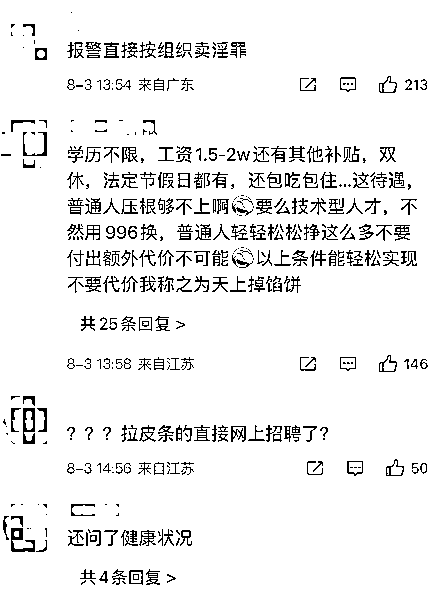 报警直接按组织卖淫罪
8-3 13:54 来自广东
213
学历不限，工资1.5-2w还有其他补贴，双
休，法定节假日都有，还包吃包住...这待遇，
普通人压根够不上啊要么技术型人才，不
然用996换，普通人轻轻松松挣这么多不要
付出额外代价不可能以上条件能轻松实现
不要代价我称之为天上掉馅饼
共25条回复 >
8-3 13:58 来自江苏
146
？？？拉皮条的直接网上招聘了？
8-3 14:56 来自江苏
50
还问了健康状况
共4条回复 >